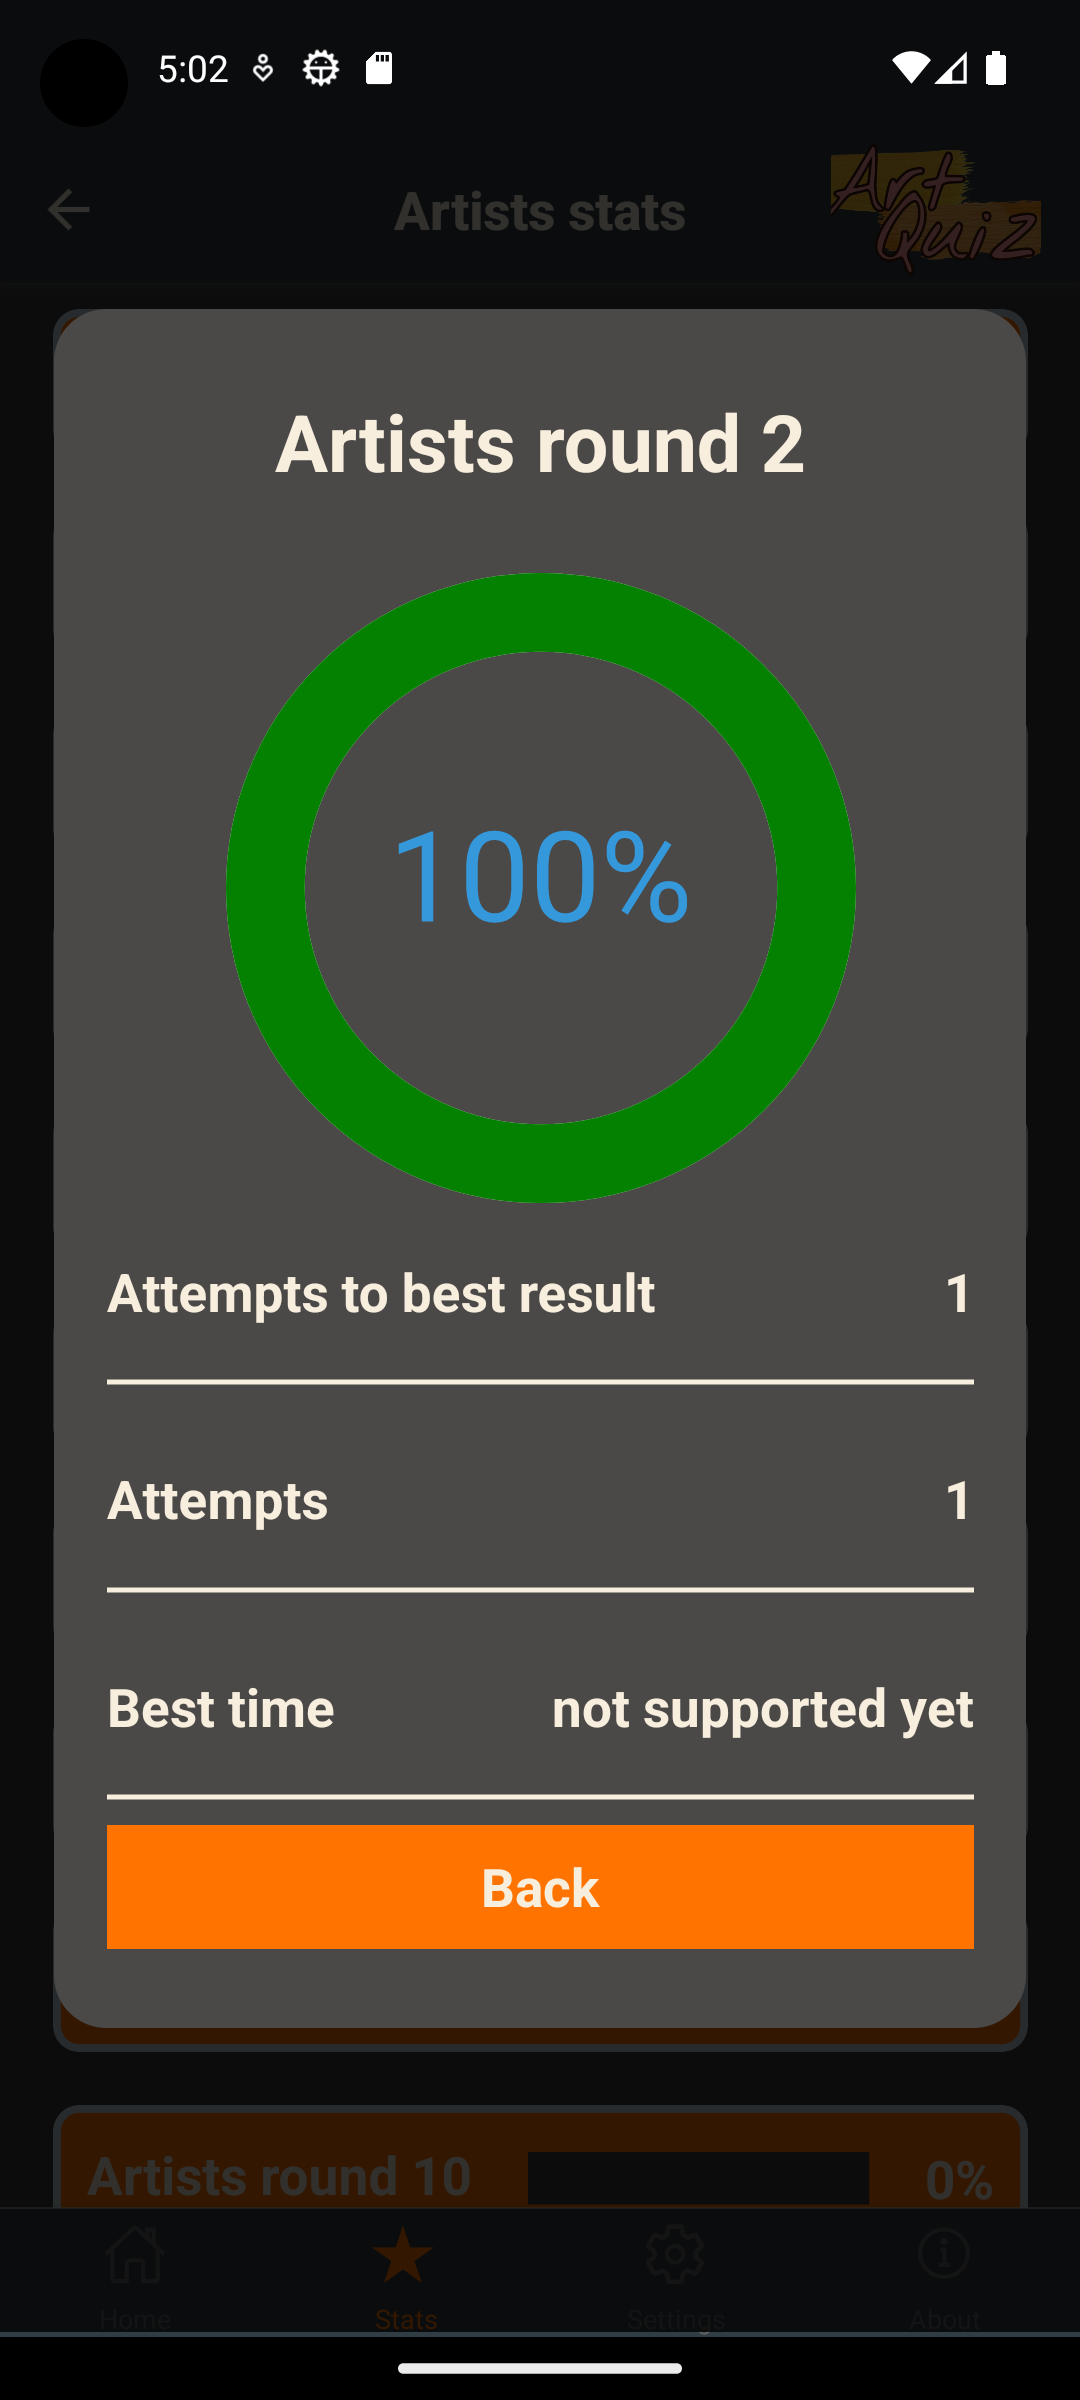 5:02
Artists stats
Art
Quiz
Artists round 2
100%
Attempts to best result 1
Attempts 1
Best time not supported yet
Back
Artists round 10 0%
Home Stats Settings About